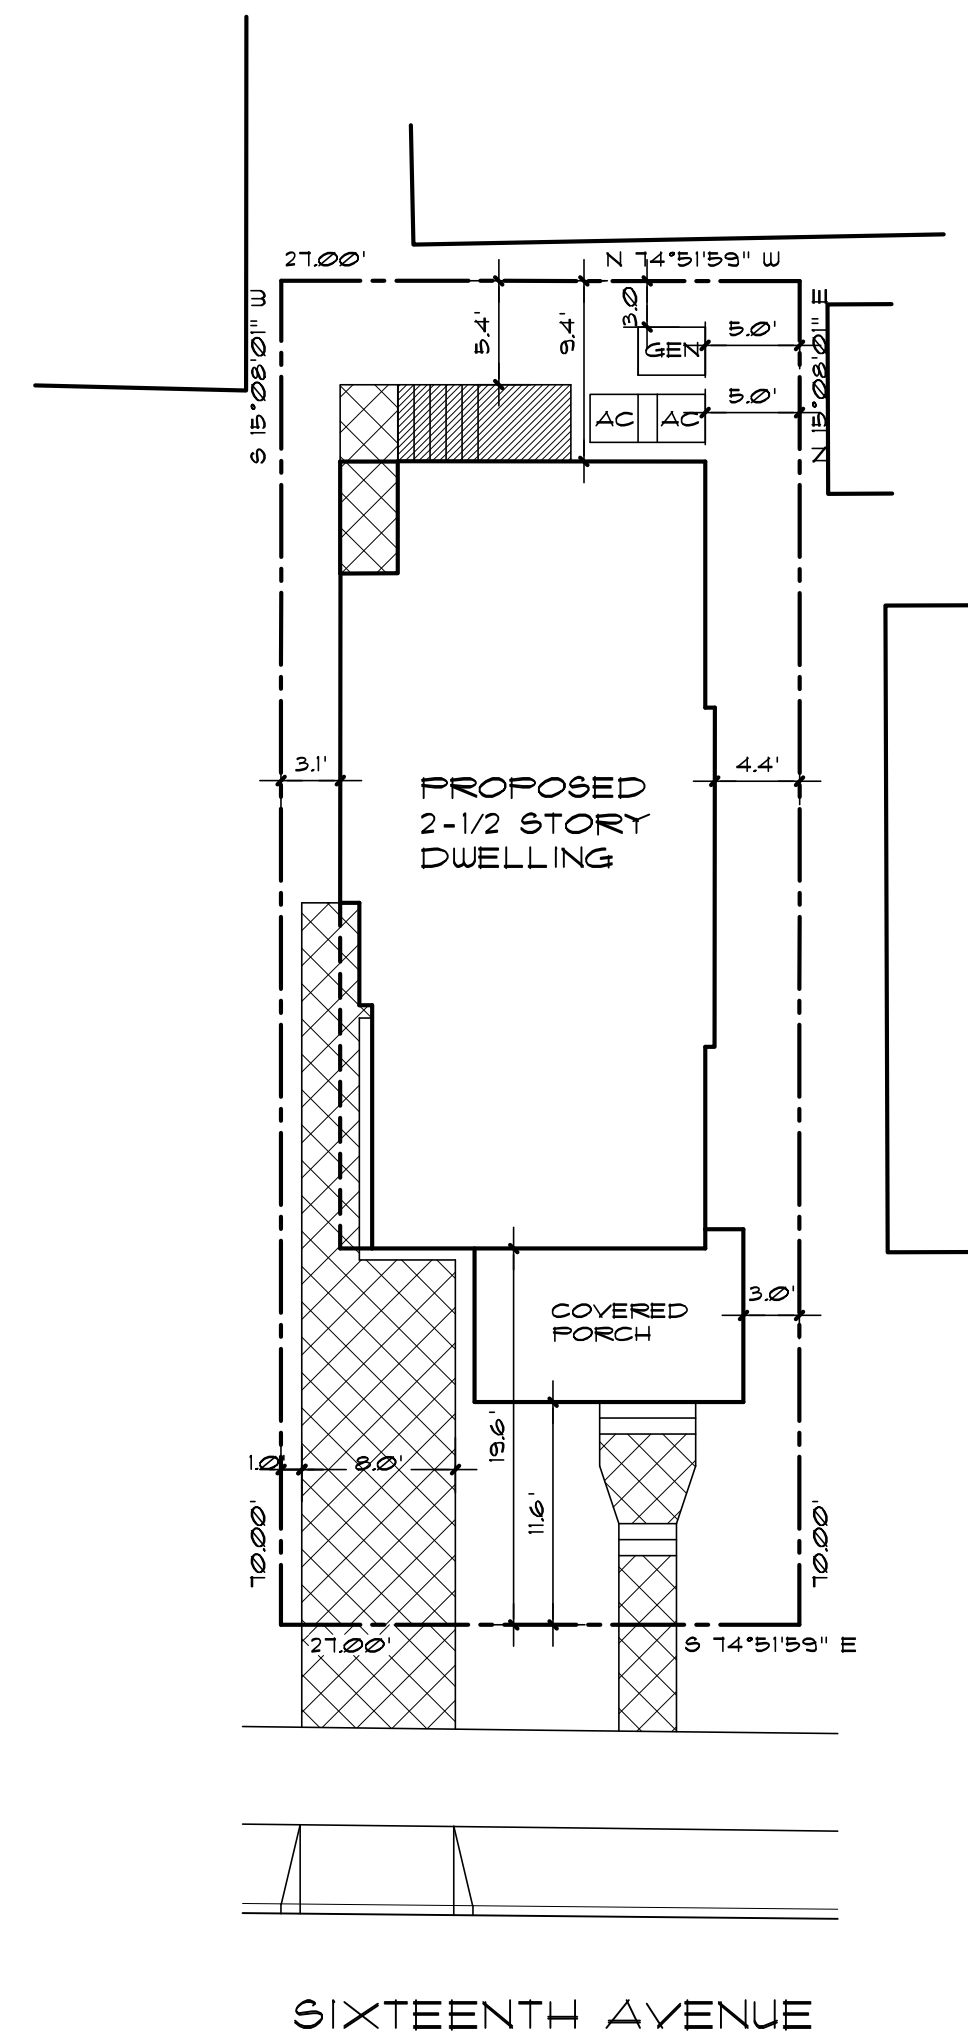 27.00'
N 74°51'59" W
S 15°08'01" W
N 15°08'01" E
5.4'
9.4'
3.0
GEN
5.0'
AC
AC
5.0'
3.1'
4.4'
PROPOSED
2-1/2 STORY
DWELLING
COVERED
PORCH
3.0'
19.6'
11.6'
1.0'
8.0'
70.00'
70.00'
27.00'
S 74°51'59" E
SIXTEENTH AVENUE